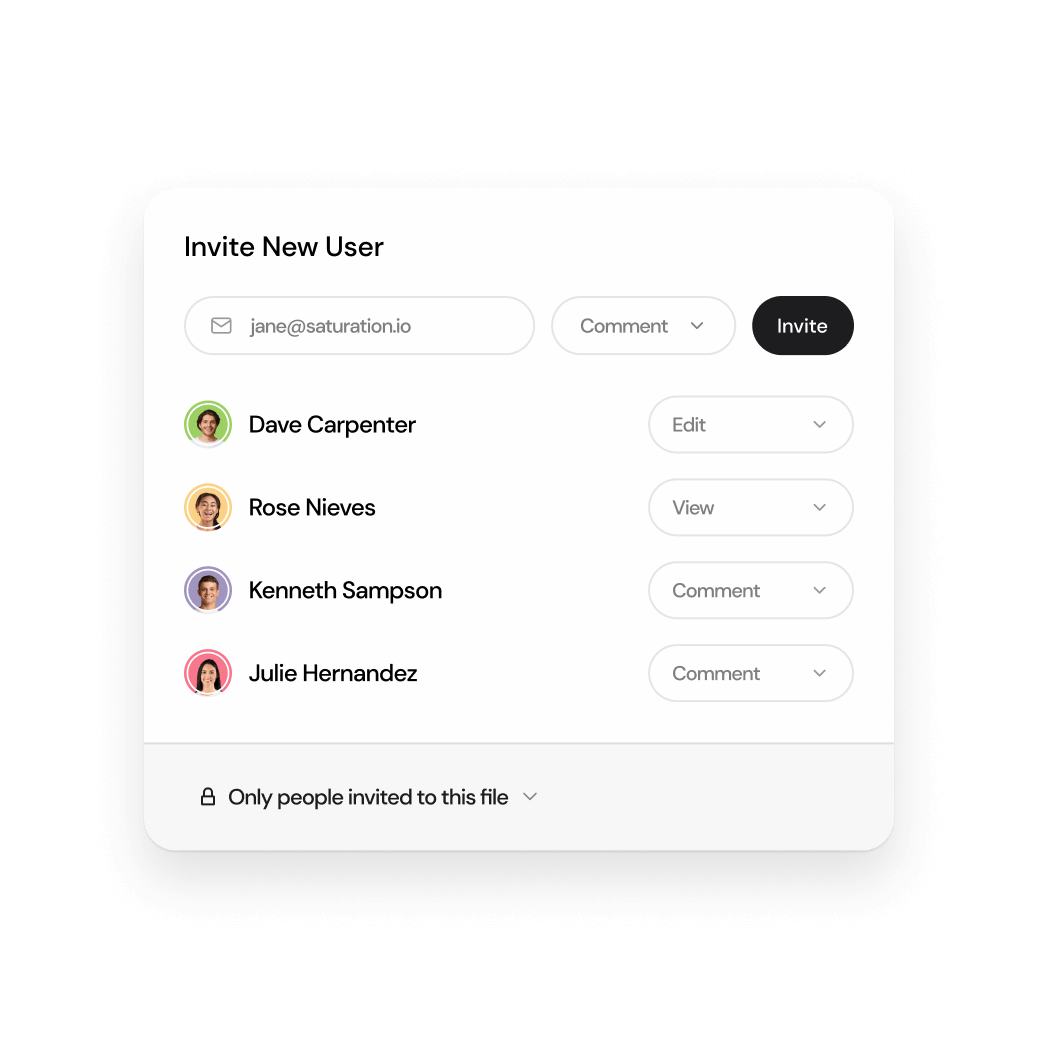 Invite New User
jane@saturation.io Comment Invite
Dave Carpenter Edit
Rose Nieves View
Kenneth Sampson Comment
Julie Hernandez Comment
Only people invited to this file